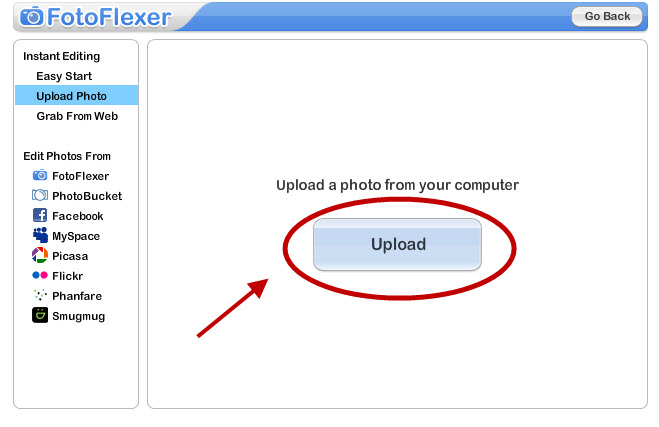 FotoFlexer
Go Back
Instant Editing
Easy Start
Upload Photo
Grab From Web
Edit Photos From
FotoFlexer
PhotoBucket
Facebook
MySpace
Picasa
Flickr
Phanfare
Smugmug
Upload a photo from your computer
Upload